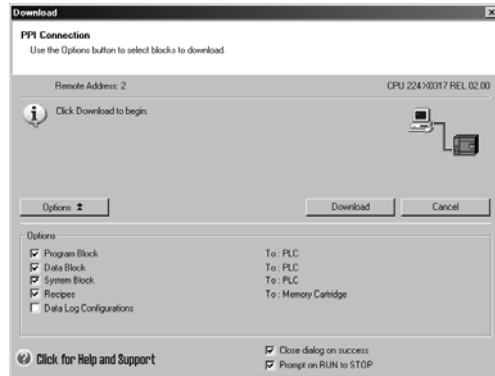 Download
PPI Connection
Use the Options button to select blocks to download.
Remote Address: 2 CPU 224 REL 02.00
Click Download to begin.
Options Download Cancel
Options
Program Block To : PLC
Data Block To : PLC
System Block To : PLC
Recipes To : Memory Cartridge
Data Log Configurations
Click for Help and Support
Close dialog on success
Prompt on RUN to STOP